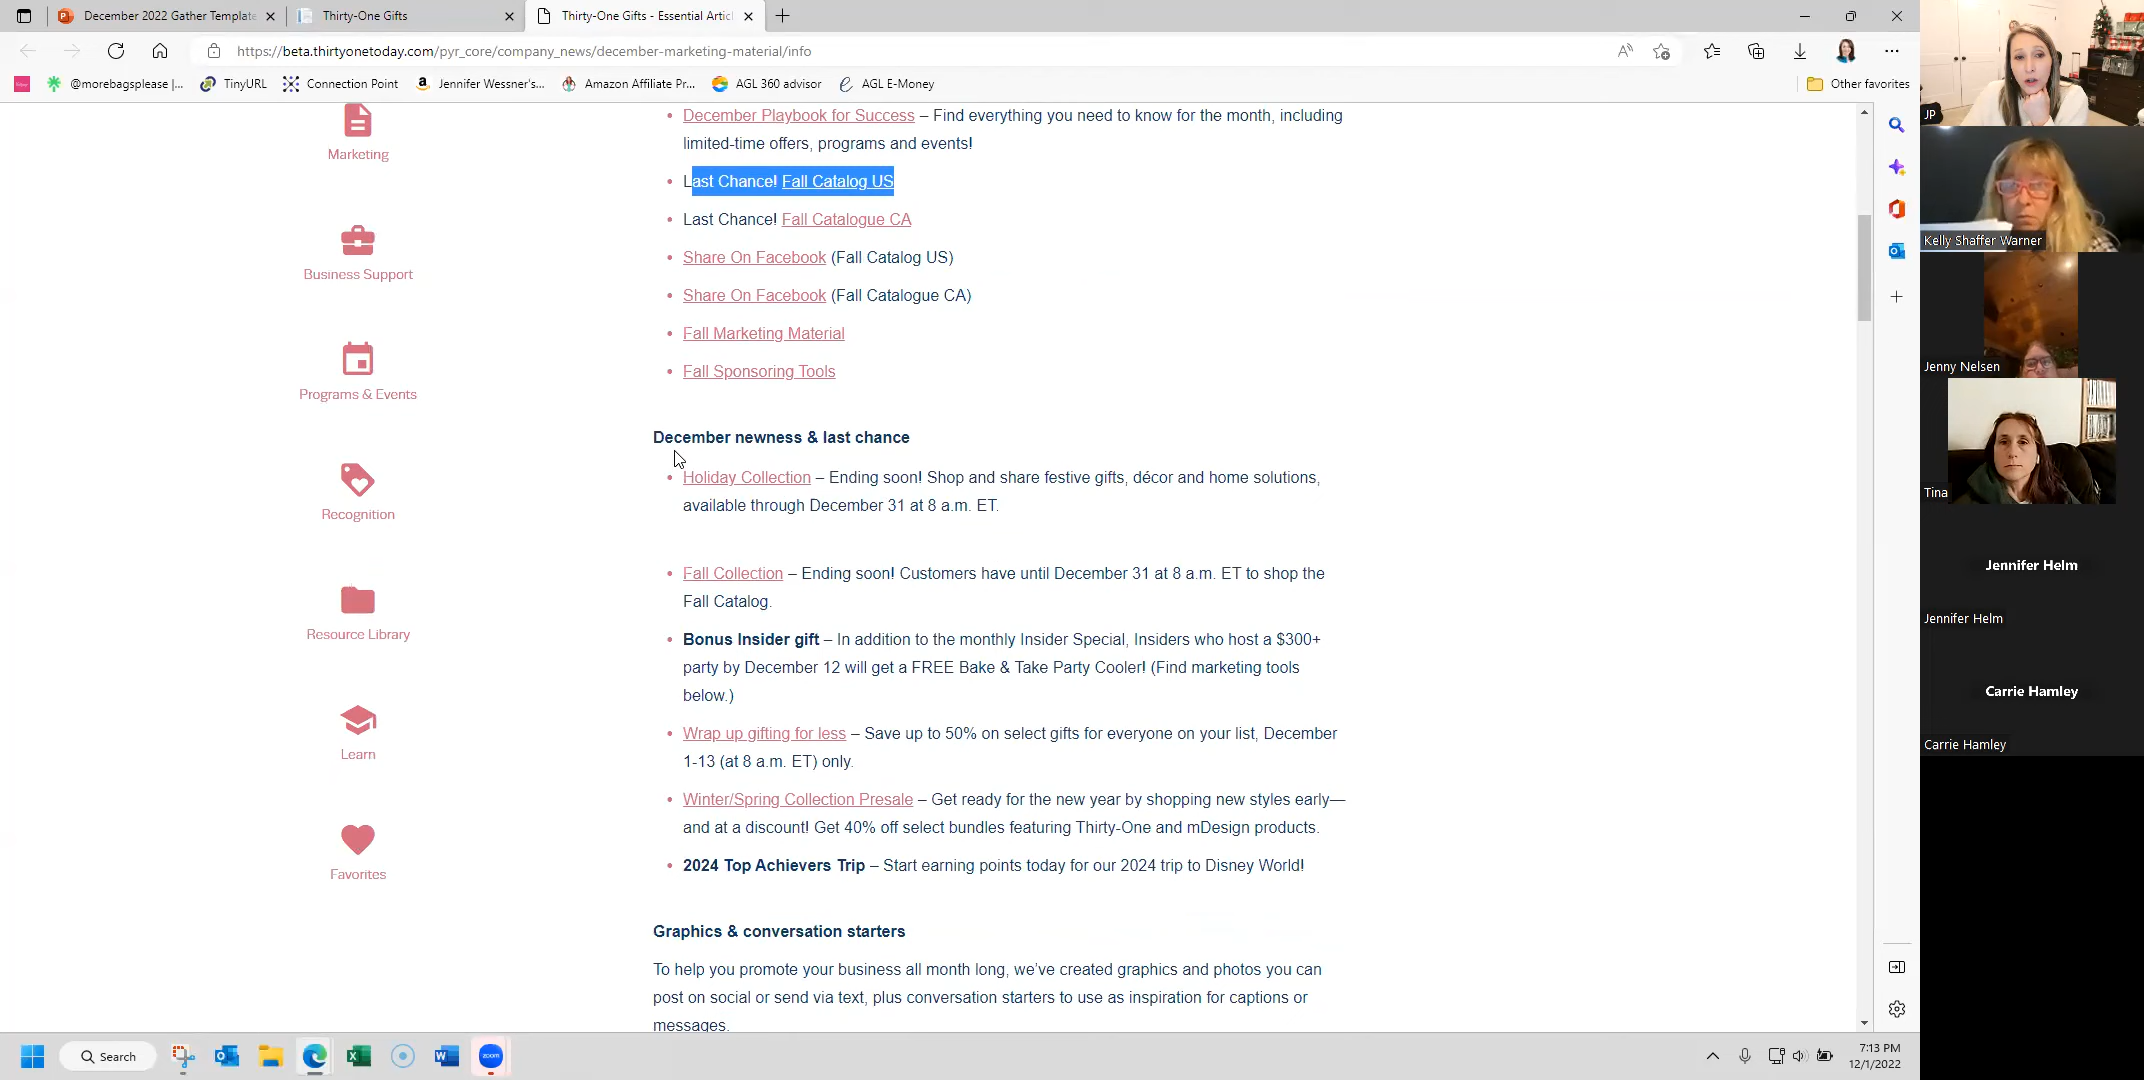 December 2022 Gather Template
Thirty-One Gifts
Thirty-One Gifts - Essential Artic
https://beta.thirtyonetoday.com/pyr_core/company_news/december-marketing-material/info
@morebagsplease |...
TinyURL
Connection Point
Jennifer Wessner's...
Amazon Affiliate Pr...
AGL 360 advisor
AGL E-Money
Other favorites
Marketing
Business Support
Programs & Events
Recognition
Resource Library
Learn
Favorites
December Playbook for Success – Find everything you need to know for the month, including
limited-time offers, programs and events!
Last Chance! Fall Catalog US
Last Chance! Fall Catalogue CA
Share On Facebook (Fall Catalog US)
Share On Facebook (Fall Catalogue CA)
Fall Marketing Material
Fall Sponsoring Tools
December newness & last chance
Holiday Collection – Ending soon! Shop and share festive gifts, décor and home solutions,
available through December 31 at 8 a.m. ET.
Fall Collection – Ending soon! Customers have until December 31 at 8 a.m. ET to shop the
Fall Catalog.
Bonus Insider gift – In addition to the monthly Insider Special, Insiders who host a $300+
party by December 12 will get a FREE Bake & Take Party Cooler! (Find marketing tools
below.)
Wrap up gifting for less – Save up to 50% on select gifts for everyone on your list, December
1-13 (at 8 a.m. ET) only.
Winter/Spring Collection Presale – Get ready for the new year by shopping new styles early—
and at a discount! Get 40% off select bundles featuring Thirty-One and mDesign products.
2024 Top Achievers Trip – Start earning points today for our 2024 trip to Disney World!
Graphics & conversation starters
To help you promote your business all month long, we've created graphics and photos you can
post on social or send via text, plus conversation starters to use as inspiration for captions or
messages.
JP
Kelly Shaffer Warner
Jenny Nelsen
Tina
Jennifer Helm
Jennifer Helm
Carrie Hamley
Carrie Hamley
Search
zoom
7:13 PM
12/1/2022